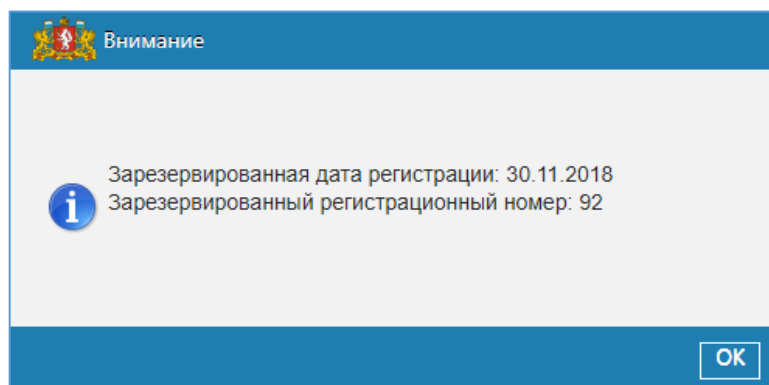 Внимание
Зарезервированная дата регистрации: 30.11.2018
Зарезервированный регистрационный номер: 92
OK